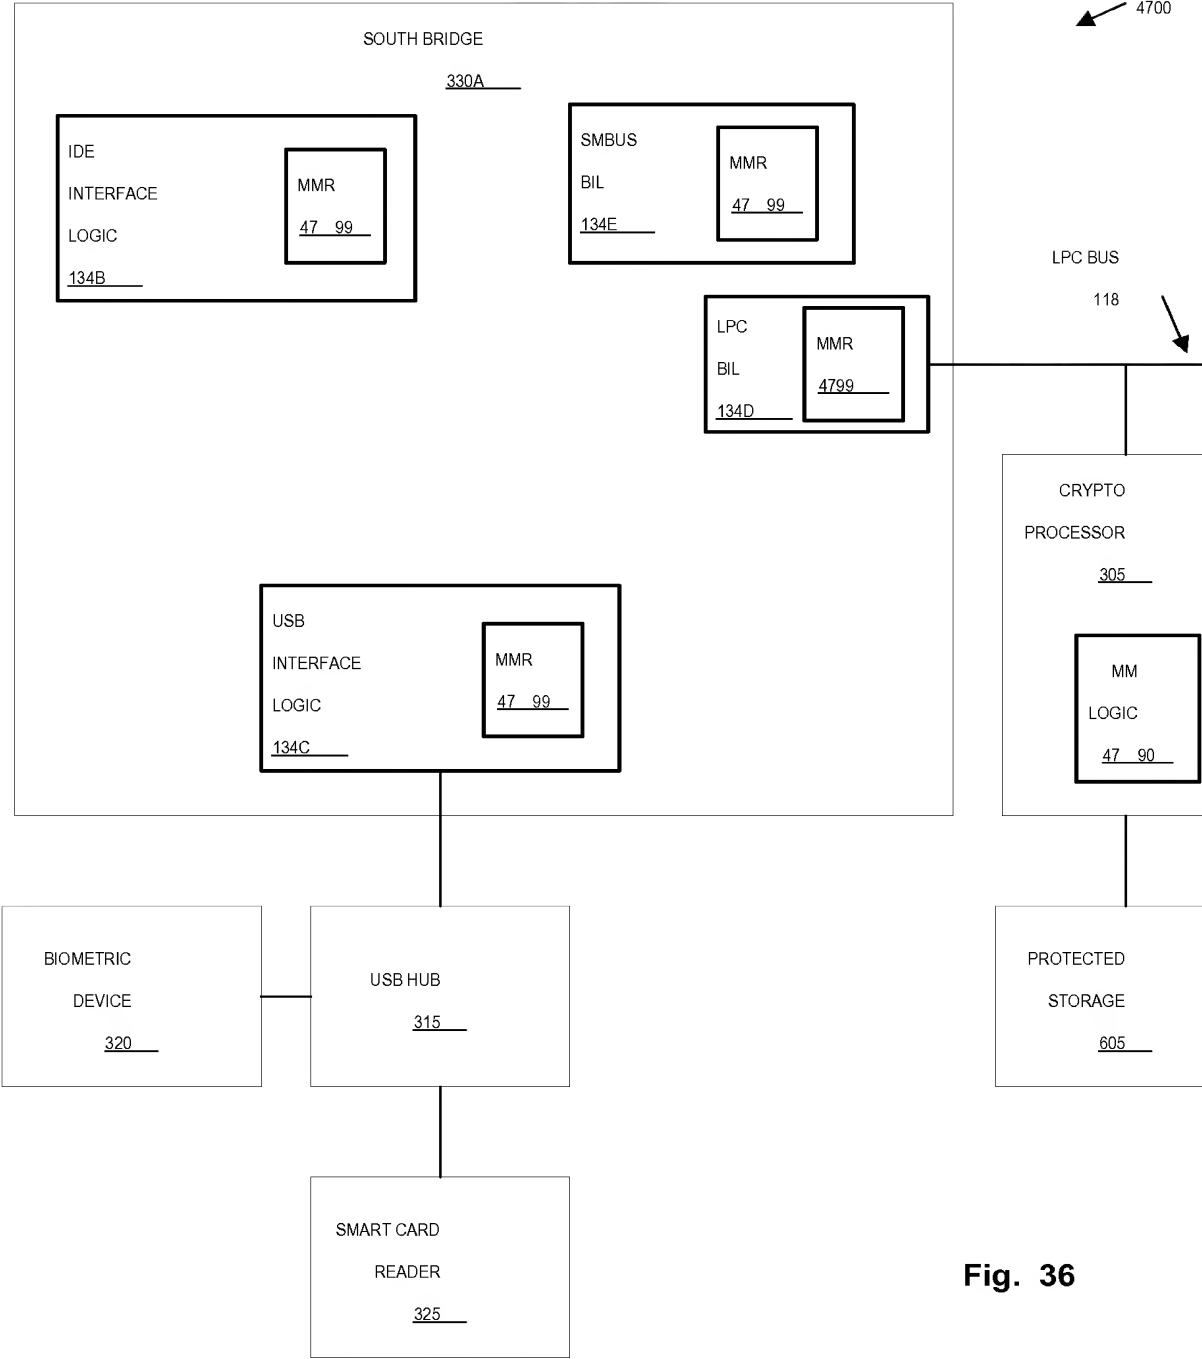 4700
SOUTH BRIDGE
330A
IDE
INTERFACE
LOGIC
134B
MMR
47 99
SMBUS
BIL
134E
MMR
47 99
LPC BUS
118
LPC
BIL
134D
MMR
4799
CRYPTO
PROCESSOR
305
MM
LOGIC
47 90
USB
INTERFACE
LOGIC
134C
MMR
47 99
BIOMETRIC
DEVICE
320
USB HUB
315
PROTECTED
STORAGE
605
SMART CARD
READER
325
Fig. 36